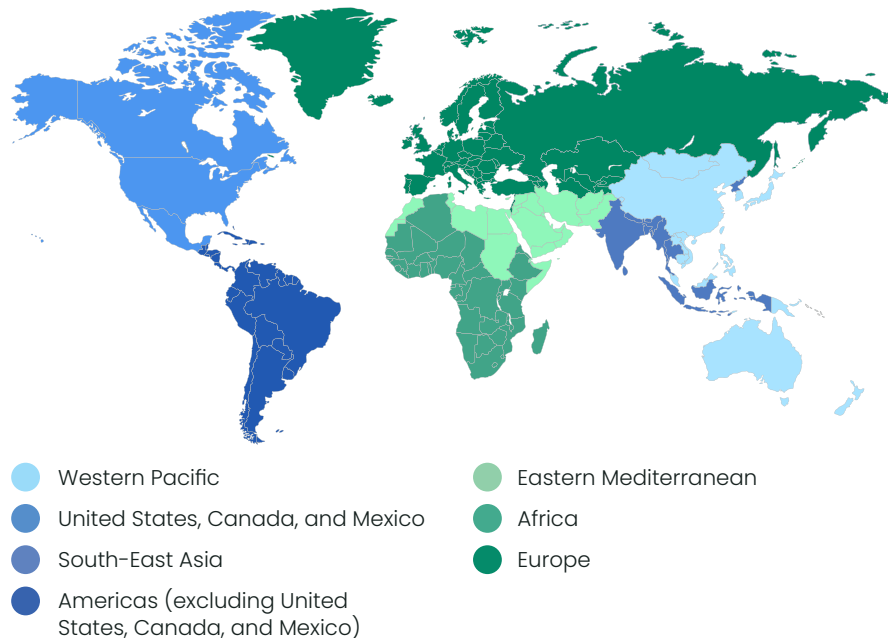 Western Pacific
United States, Canada, and Mexico
South-East Asia
Americas (excluding United
States, Canada, and Mexico)
Eastern Mediterranean
Africa
Europe